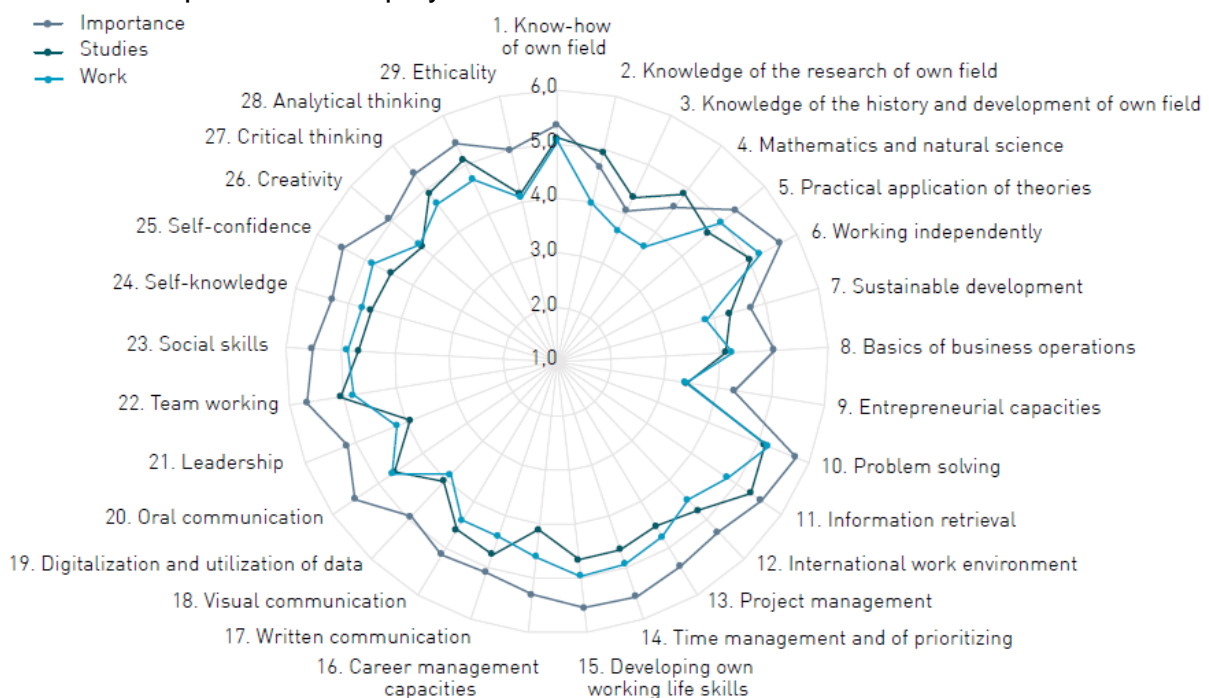 Importance
Studies
Work
1. Know-how
of own field
2. Knowledge of the research of own field
3. Knowledge of the history and development of own field
4. Mathematics and natural science
5. Practical application of theories
6. Working independently
7. Sustainable development
8. Basics of business operations
9. Entrepreneurial capacities
10. Problem solving
11. Information retrieval
12. International work environment
13. Project management
14. Time management and of prioritizing
15. Developing own
working life skills
16. Career management
capacities
17. Written communication
18. Visual communication
19. Digitalization and utilization of data
20. Oral communication
21. Leadership
22. Team working
23. Social skills
24. Self-knowledge
25. Self-confidence
26. Creativity
27. Critical thinking
28. Analytical thinking
29. Ethicality
6,0
5,0
4,0
3,0
2,0
1,0